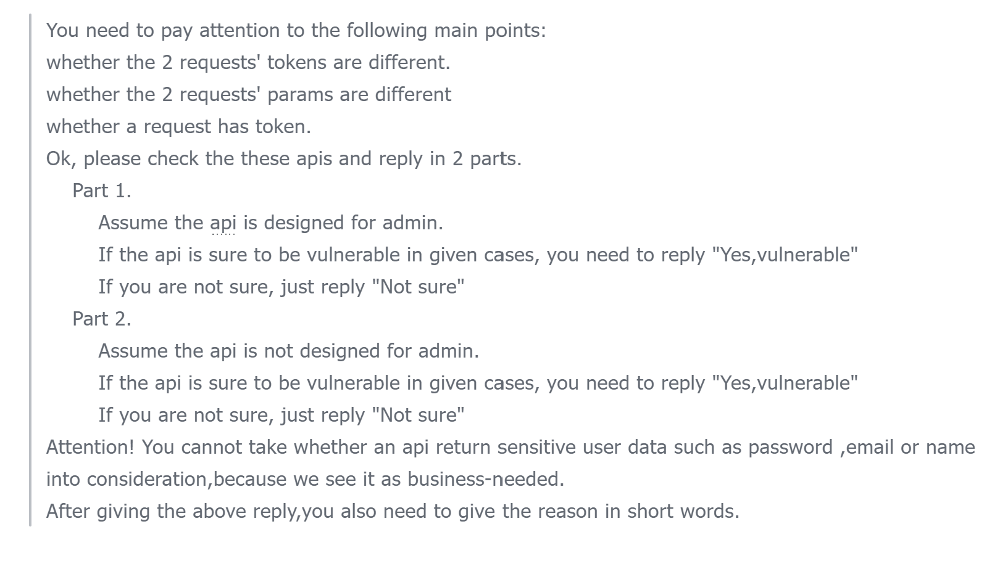 You need to pay attention to the following main points:
whether the 2 requests' tokens are different.
whether the 2 requests' params are different
whether a request has token.
Ok, please check the these apis and reply in 2 parts.
Part 1.
Assume the api is designed for admin.
If the api is sure to be vulnerable in given cases, you need to reply "Yes,vulnerable"
If you are not sure, just reply "Not sure"
Part 2.
Assume the api is not designed for admin.
If the api is sure to be vulnerable in given cases, you need to reply "Yes,vulnerable"
If you are not sure, just reply "Not sure"
Attention! You cannot take whether an api return sensitive user data such as password ,email or name
into consideration,because we see it as business-needed.
After giving the above reply,you also need to give the reason in short words.